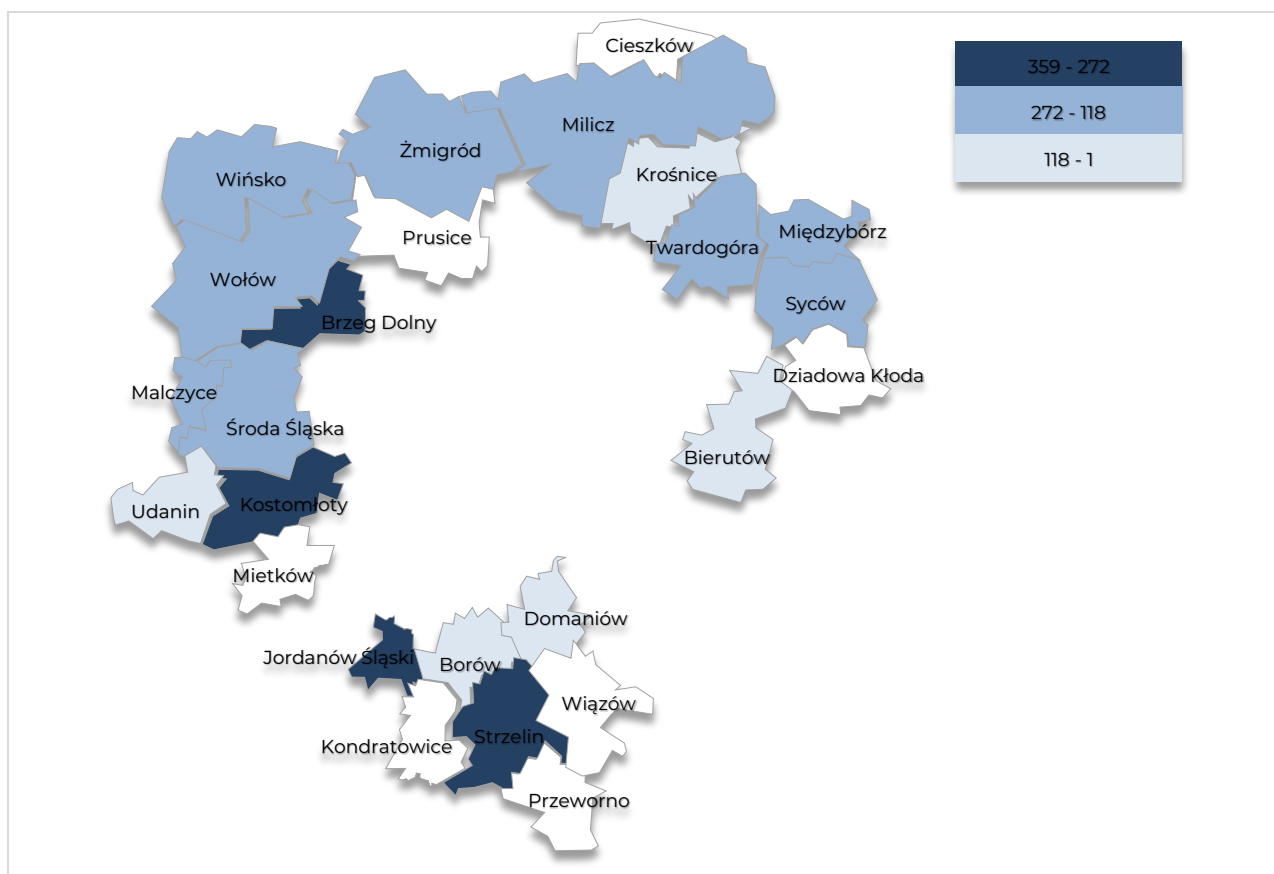 Cieszków
359 - 272
272 - 118
118 - 1
Milicz
Żmigród
Krośnice
Wińsko
Prusice
Twardogóra
Międzybórz
Wołów
Syców
Brzeg Dolny
Dziadowa Kłoda
Malczyce
Środa Śląska
Bierutów
Udanin
Kostomłoty
Mietków
Domaniów
Jordanów Śląski
Borów
Wiązów
Strzelin
Kondratowice
Przeworno